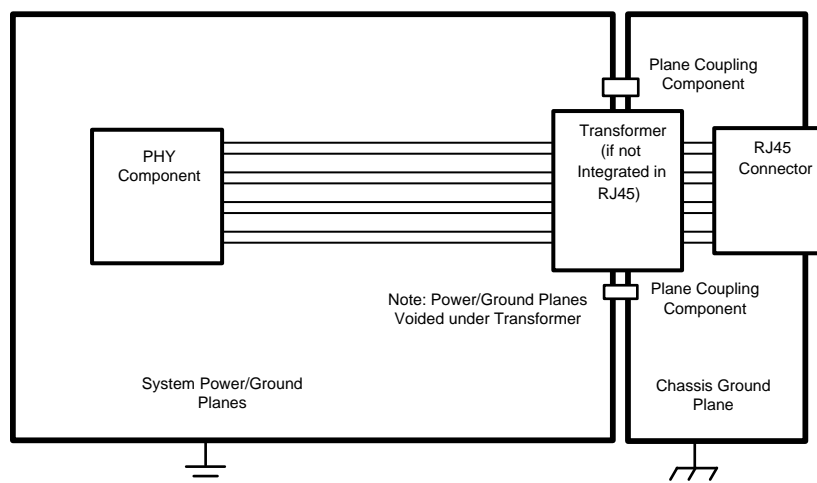 Plane Coupling
Component
PHY
Component
Transformer
(if not
Integrated in
RJ45)
RJ45
Connector
Note: Power/Ground Planes
Voided under Transformer
Plane Coupling
Component
System Power/Ground
Planes
Chassis Ground
Plane